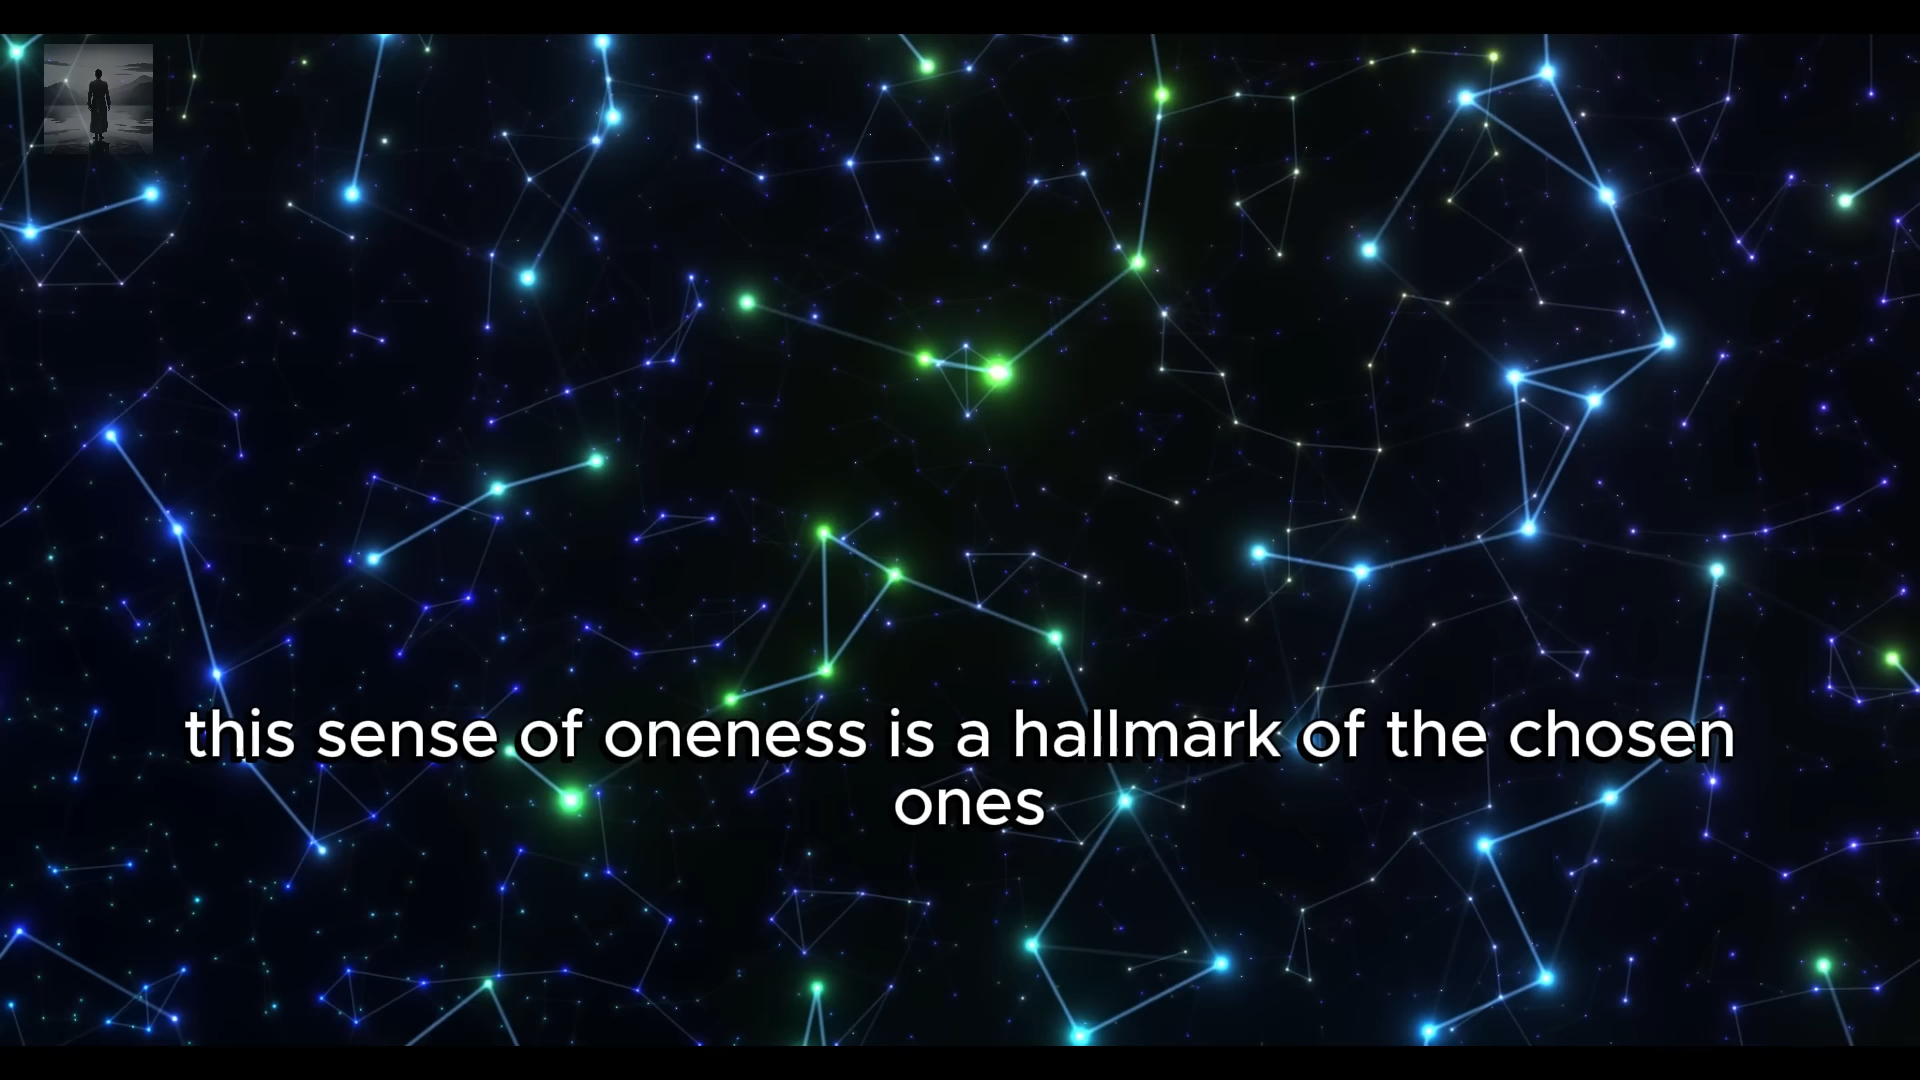 this sense of oneness is a hallmark of the chosen
ones